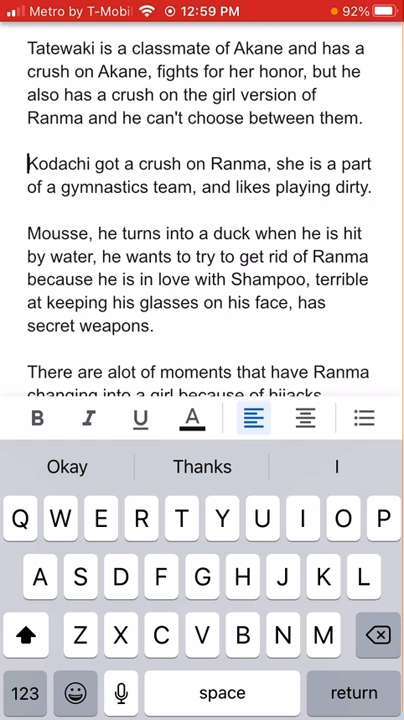 Metro by T-Mobil 12:59 PM 92%
Tatewaki is a classmate of Akane and has a
crush on Akane, fights for her honor, but he
also has a crush on the girl version of
Ranma and he can't choose between them.
Kodachi got a crush on Ranma, she is a part
of a gymnastics team, and likes playing dirty.
Mousse, he turns into a duck when he is hit
by water, he wants to try to get rid of Ranma
because he is in love with Shampoo, terrible
at keeping his glasses on his face, has
secret weapons.
There are alot of moments that have Ranma
changing into a girl because of hijacks
B I U A
Okay Thanks I
Q W E R T Y U I O P
A S D F G H J K L
Z X C V B N M
123 space return